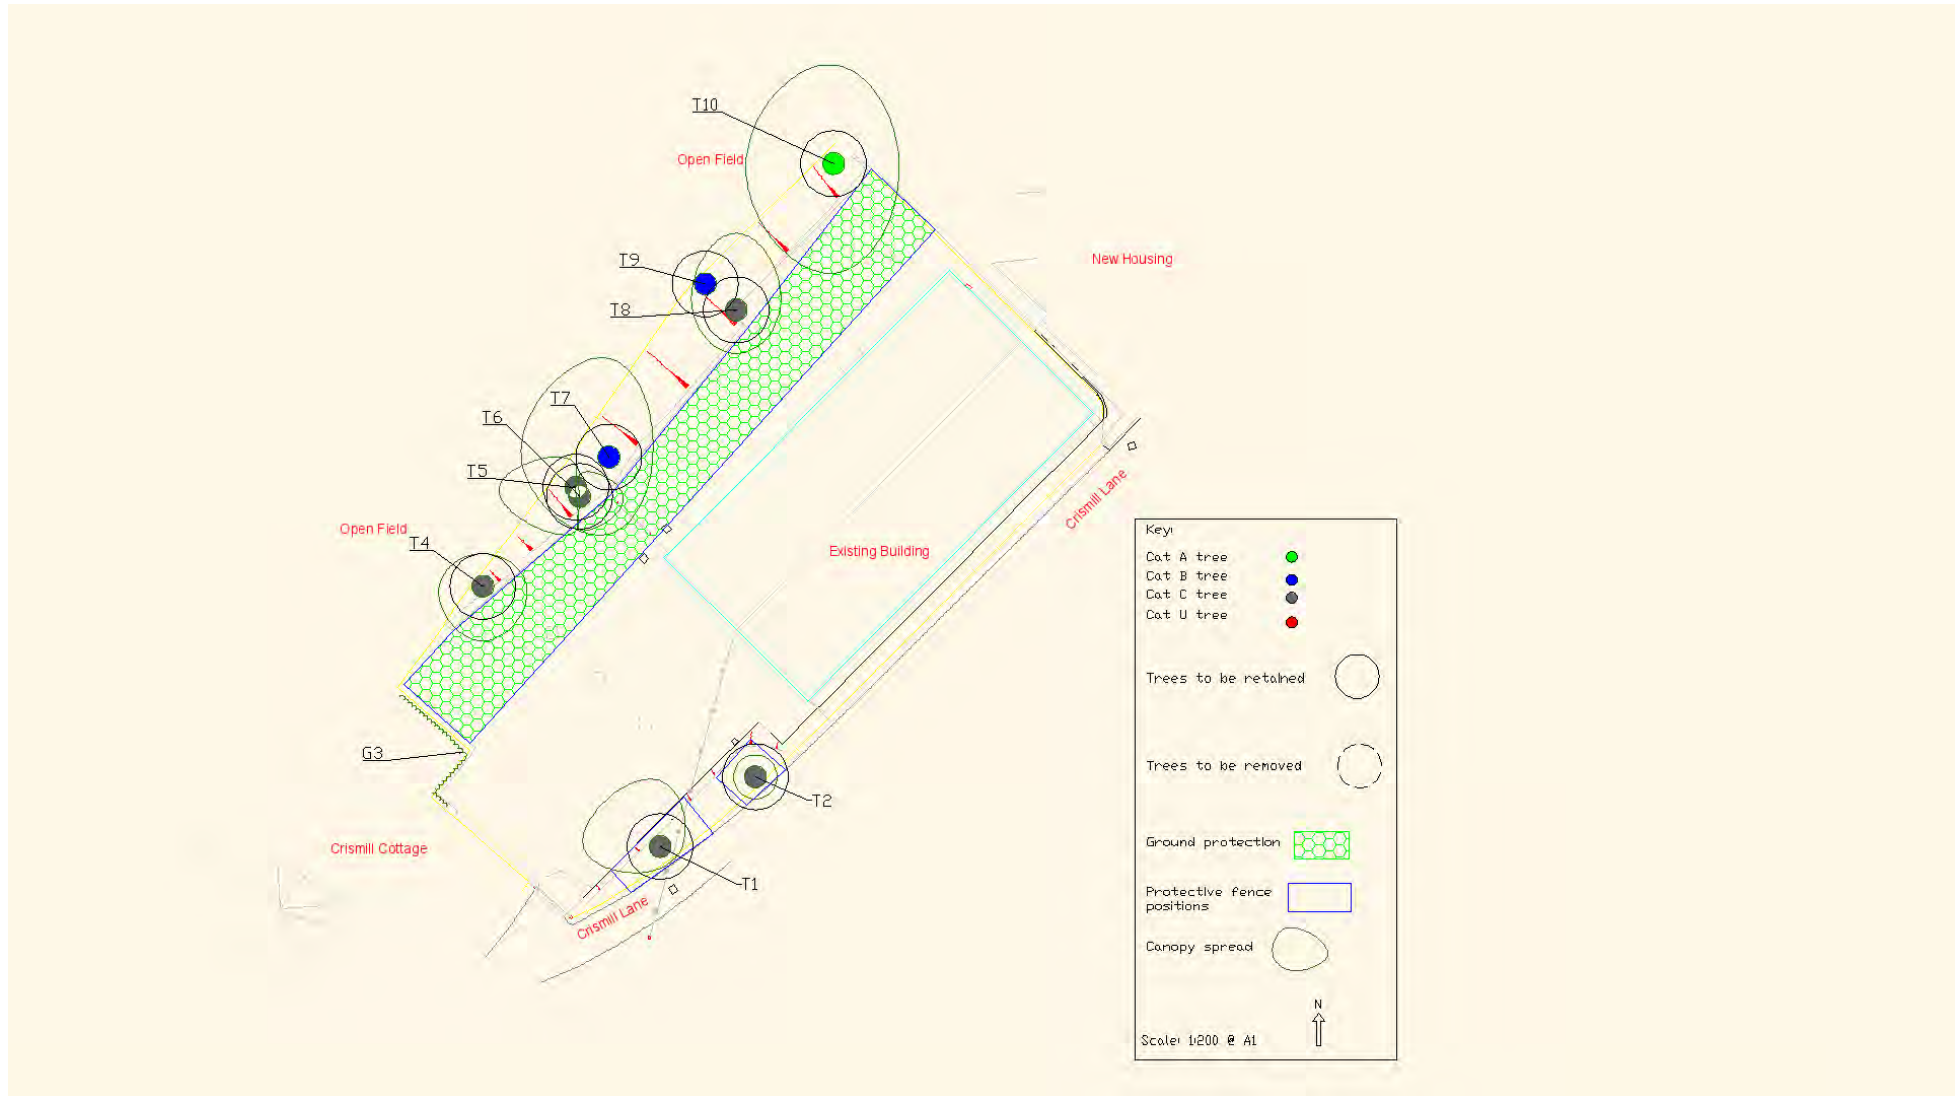 T10
Open Field
New Housing
T9
T8
T7
T6
T5
Crismill Lane
Open Field
T4
Existing Building
G3
T2
Crismill Cottage
T1
Crismill Lane
Key:
Cat A tree
Cat B tree
Cat C tree
Cat U tree
Trees to be retained
Trees to be removed
Ground protection
Protective fence
positions
Canopy spread
N
Scale: 1:200 @ A1